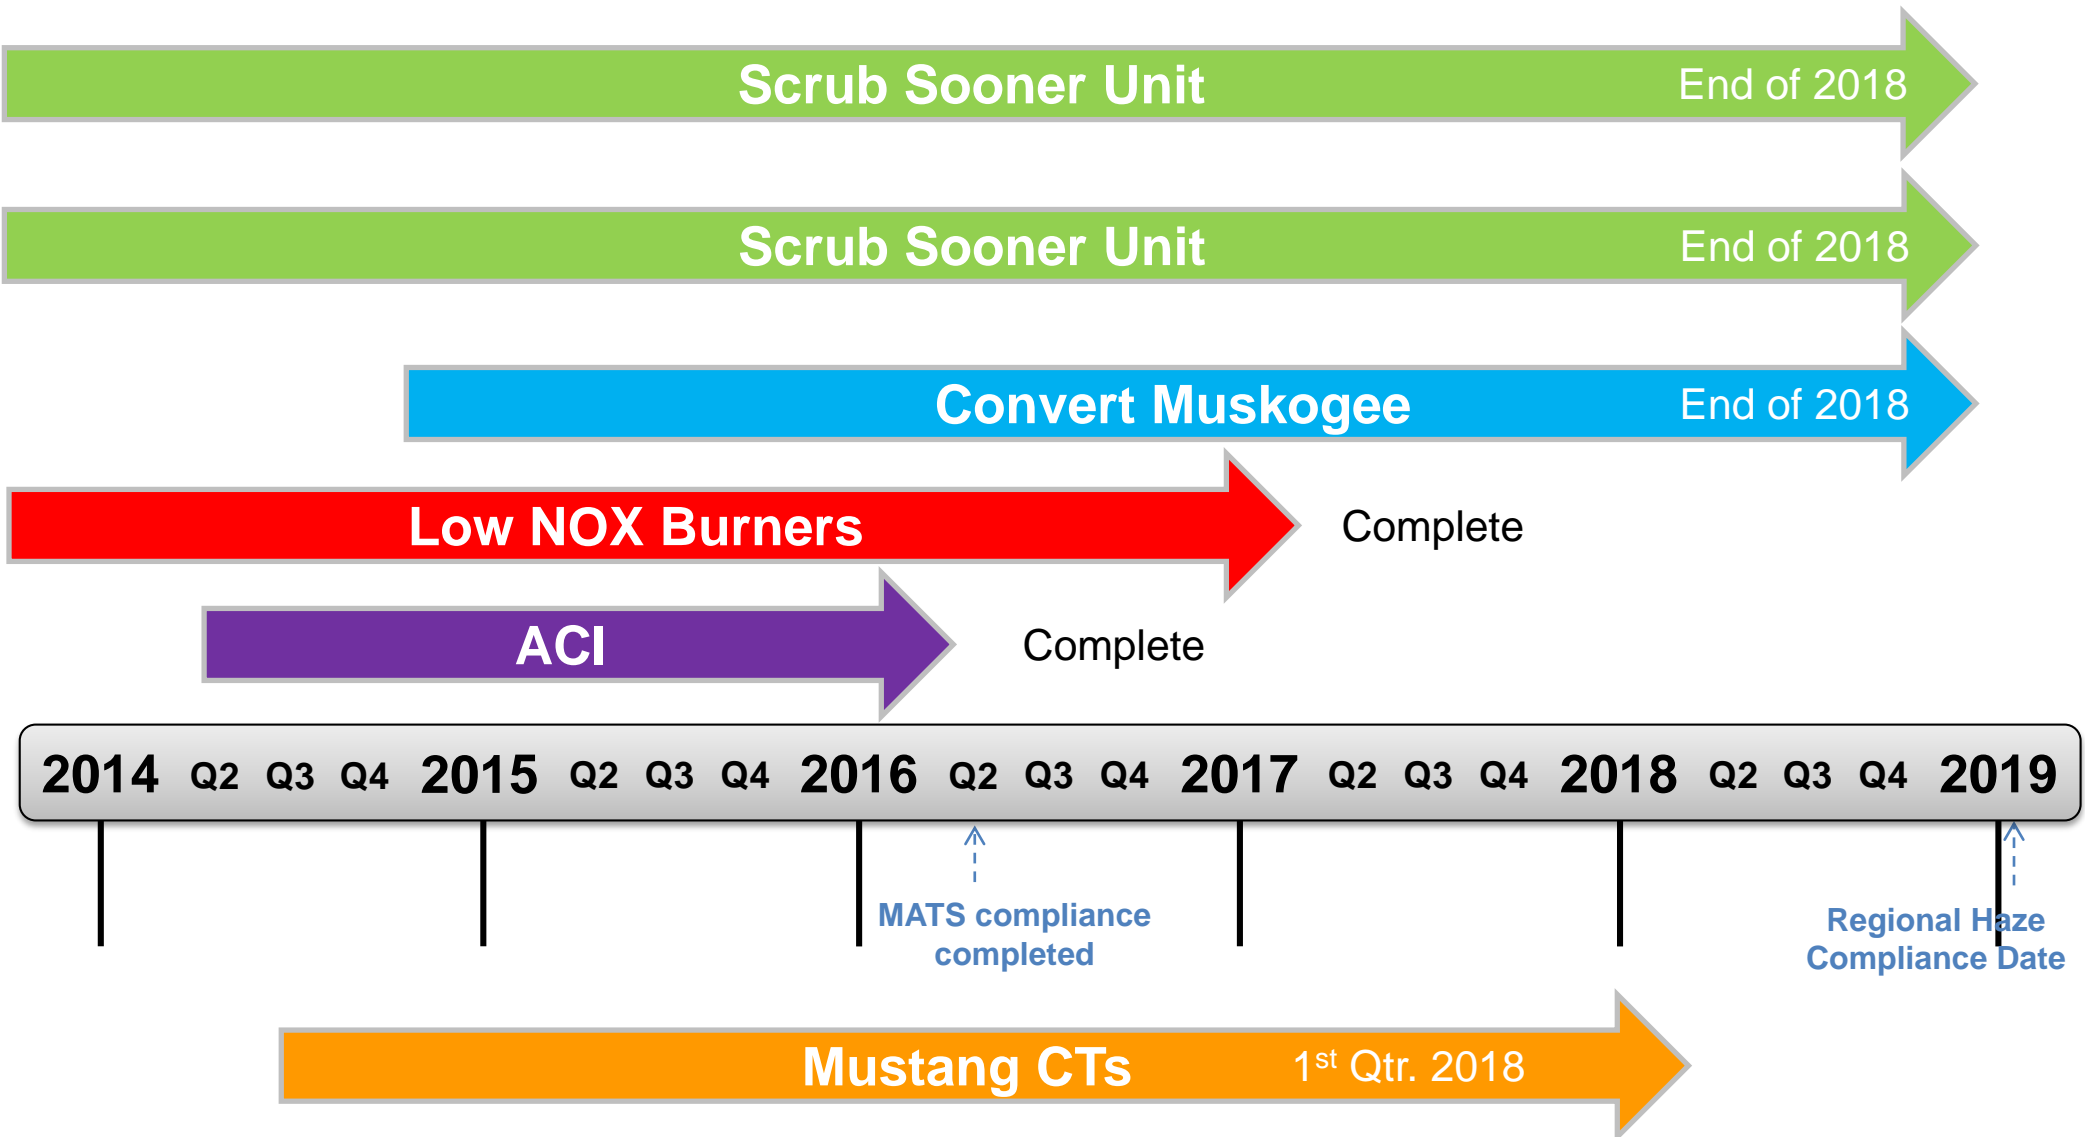 Scrub Sooner Unit End of 2018
Scrub Sooner Unit End of 2018
Convert Muskogee End of 2018
Low NOX Burners Complete
ACI Complete
2014 Q2 Q3 Q4 2015 Q2 Q3 Q4 2016 Q2 Q3 Q4 2017 Q2 Q3 Q4 2018 Q2 Q3 Q4 2019
MATS compliance
completed
Regional Haze
Compliance Date
Mustang CTs 1st Qtr. 2018